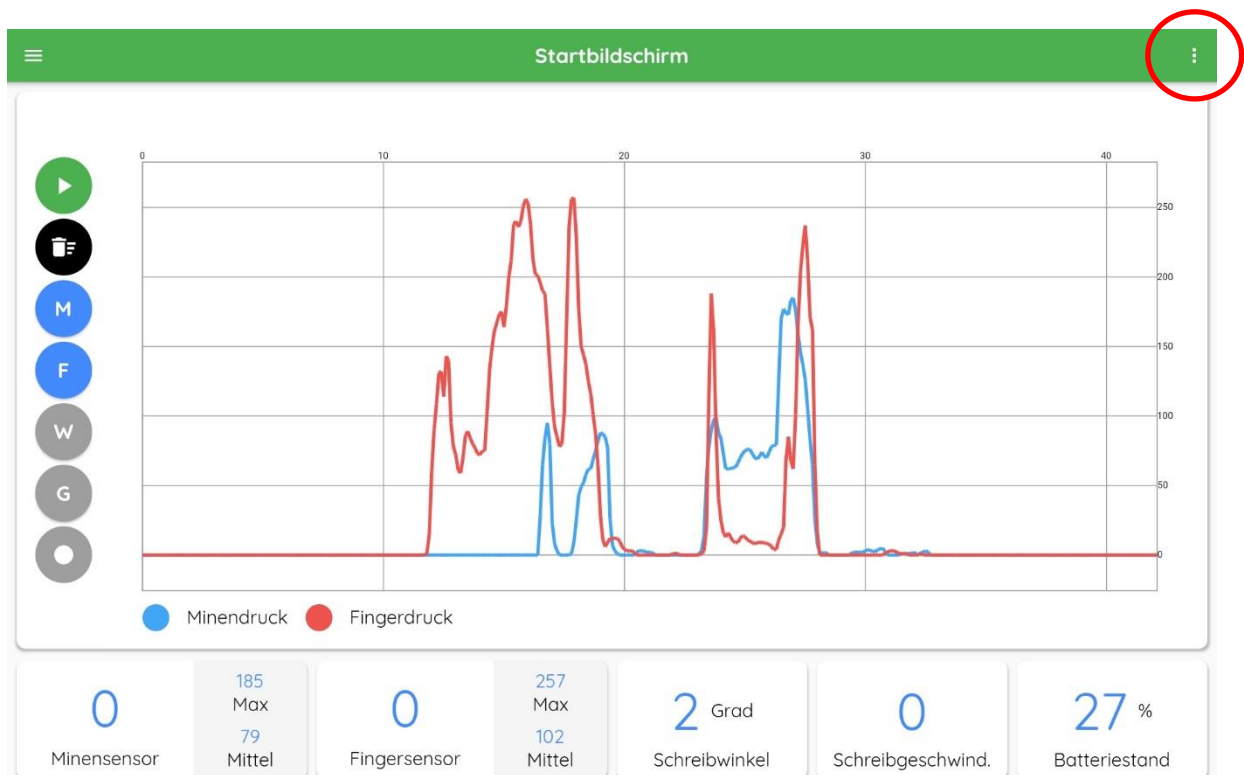 Startbildschirm
0 10 20 30 40
250
200
M
150
F
100
W
G
50
0
Minendruck Fingerdruck
0 185 0 257 2 Grad 0 27 %
Max Max
79 102
Minensensor Mittel Fingersensor Mittel Schreibwinkel Schreibgeschwind. Batteriestand